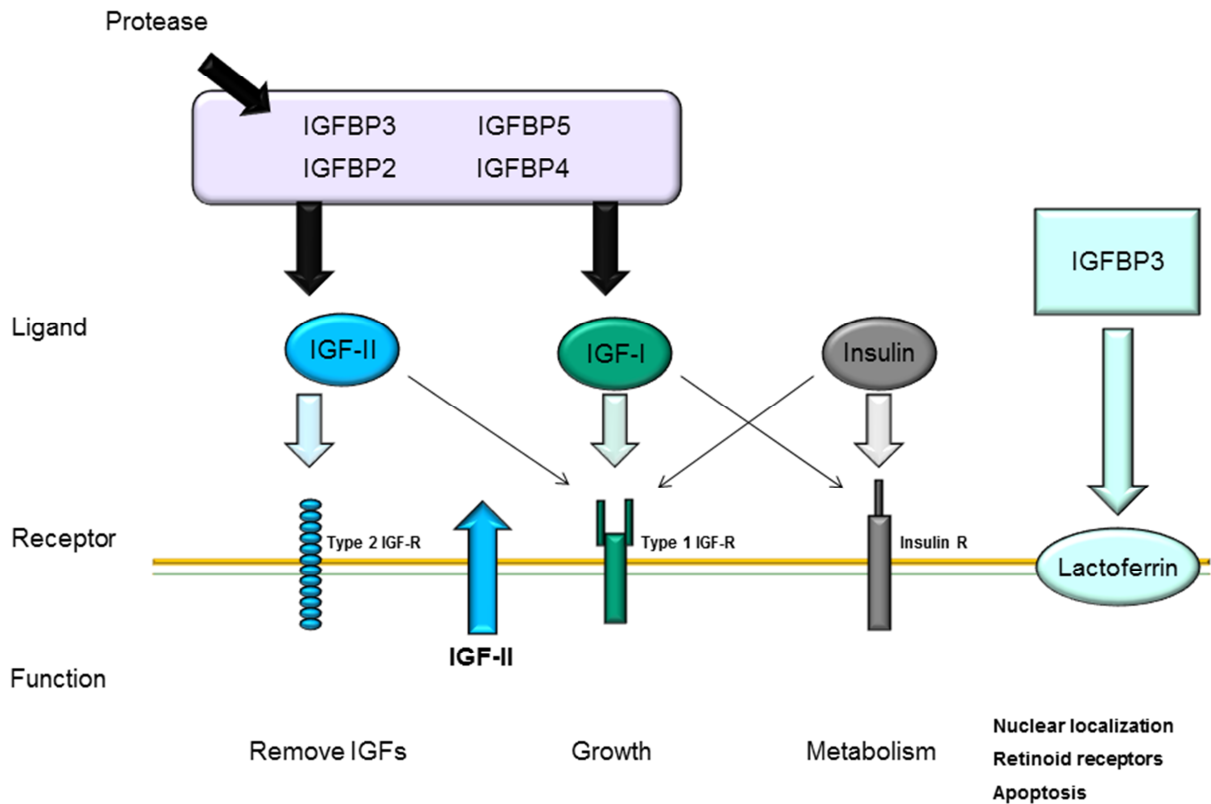 Protease
IGFBP3 IGFBP5
IGFBP2 IGFBP4
IGFBP3
Ligand
IGF-II IGF-I Insulin
Receptor
Type 2 IGF-R Type 1 IGF-R Insulin R
Lactoferrin
IGF-II
Function
Remove IGFs Growth Metabolism
Nuclear localization
Retinoid receptors
Apoptosis